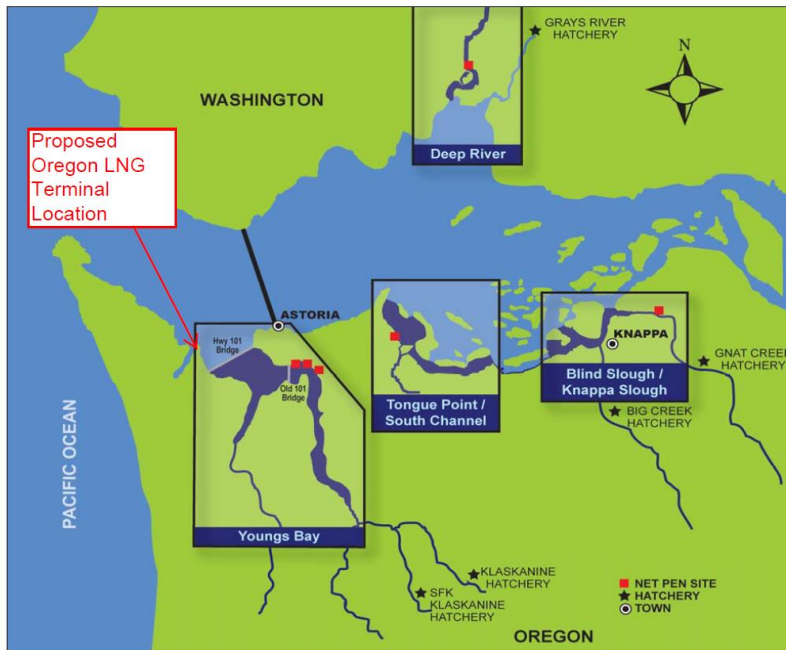 GRAYS RIVER
HATCHERY
N
WASHINGTON
Proposed
Oregon LNG
Terminal
Location
Deep River
ASTORIA
Hwy 101
Bridge
Old 101
Bridge
KNAPPA
GNAT CREEK
HATCHERY
Blind Slough /
Knappa Slough
Tongue Point /
South Channel
BIG CREEK
HATCHERY
PACIFIC OCEAN
Youngs Bay
KLASKANINE
HATCHERY
SFK
KLASKANINE
HATCHERY
NET PEN SITE
HATCHERY
TOWN
OREGON